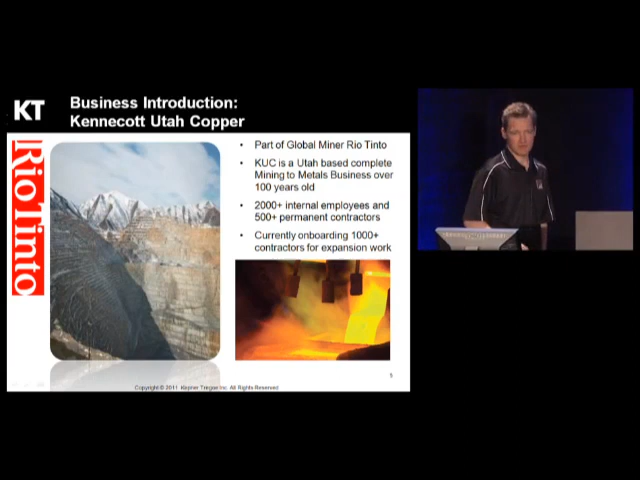 KT
Business Introduction:
Kennecott Utah Copper
RioTinto
• Part of Global Miner Rio Tinto
• KUC is a Utah based complete
Mining to Metals Business over
100 years old
• 2000+ internal employees and
500+ permanent contractors
• Currently onboarding 1000+
contractors for expansion work
5
Copyright © 2011 Kepner Tregoe Inc. All Rights Reserved